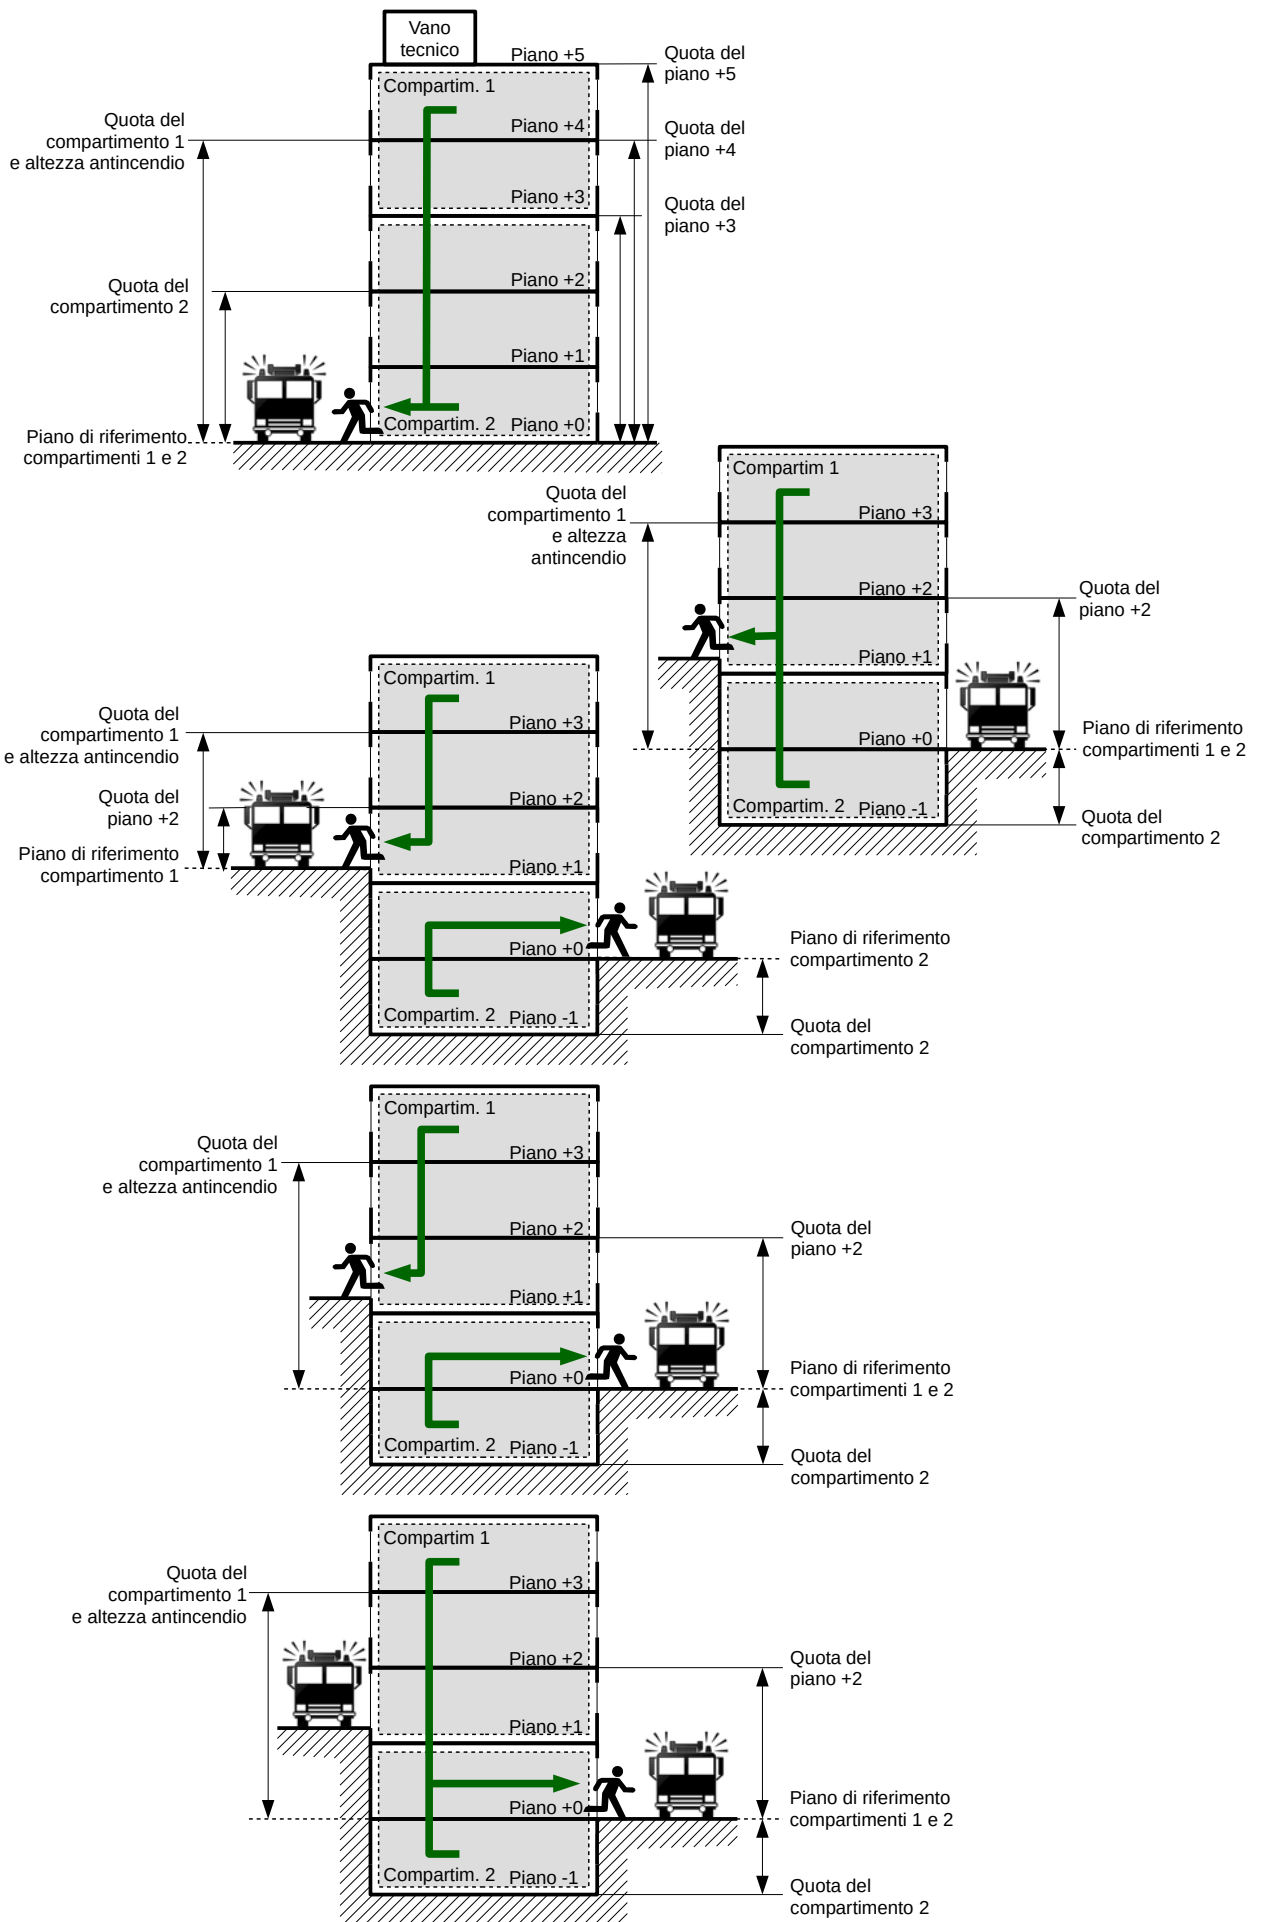 Vano
tecnico
Piano +5
Quota del
piano +5
Compartim. 1
Quota del
compartimento 1
e altezza antincendio
Piano +4
Quota del
piano +4
Piano +3
Quota del
piano +3
Quota del
compartimento 2
Piano +2
Piano +1
Compartim. 2
Piano +0
Piano di riferimento
compartimenti 1 e 2
Compartim 1
Quota del
compartimento 1
e altezza
antincendio
Piano +3
Piano +2
Quota del
piano +2
Piano +1
Piano +0
Piano di riferimento
compartimenti 1 e 2
Compartim. 2
Piano -1
Quota del
compartimento 2
Compartim. 1
Quota del
compartimento 1
e altezza antincendio
Piano +3
Quota del
piano +2
Piano +2
Piano di riferimento
compartimento 1
Piano +1
Piano +0
Piano di riferimento
compartimento 2
Compartim. 2
Piano -1
Quota del
compartimento 2
Compartim. 1
Quota del
compartimento 1
e altezza antincendio
Piano +3
Piano +2
Quota del
piano +2
Piano +1
Piano +0
Piano di riferimento
compartimenti 1 e 2
Compartim. 2
Piano -1
Quota del
compartimento 2
Compartim 1
Quota del
compartimento 1
e altezza antincendio
Piano +3
Piano +2
Quota del
piano +2
Piano +1
Piano +0
Piano di riferimento
compartimenti 1 e 2
Compartim. 2
Piano -1
Quota del
compartimento 2